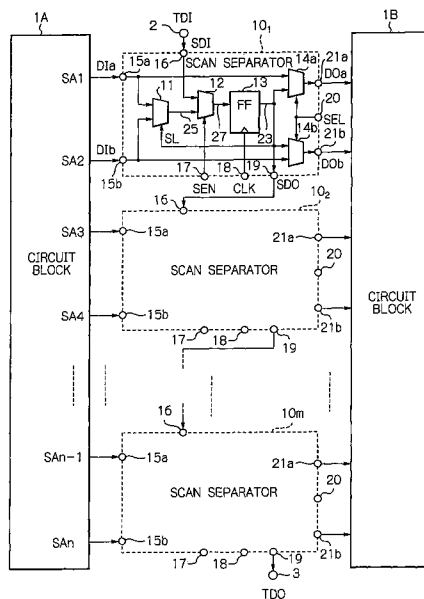 1A
2
TDI
SDI
10₁
1B
16
SCAN SEPARATOR
14a
21a
SA1
DIa
15a
11
12
13
DOa
FF
20
SEL
25
27
23
14b
21b
SL
SA2
DIb
DOb
15b
17
SEN
18
CLK
19
SDO
16
10₂
SA3
15a
21a
CIRCUIT
BLOCK
SCAN SEPARATOR
20
CIRCUIT
BLOCK
SA4
15b
21b
17
18
19
16
10m
SAn-1
15a
21a
SCAN SEPARATOR
20
SAn
15b
21b
17
18
19
3
TDO